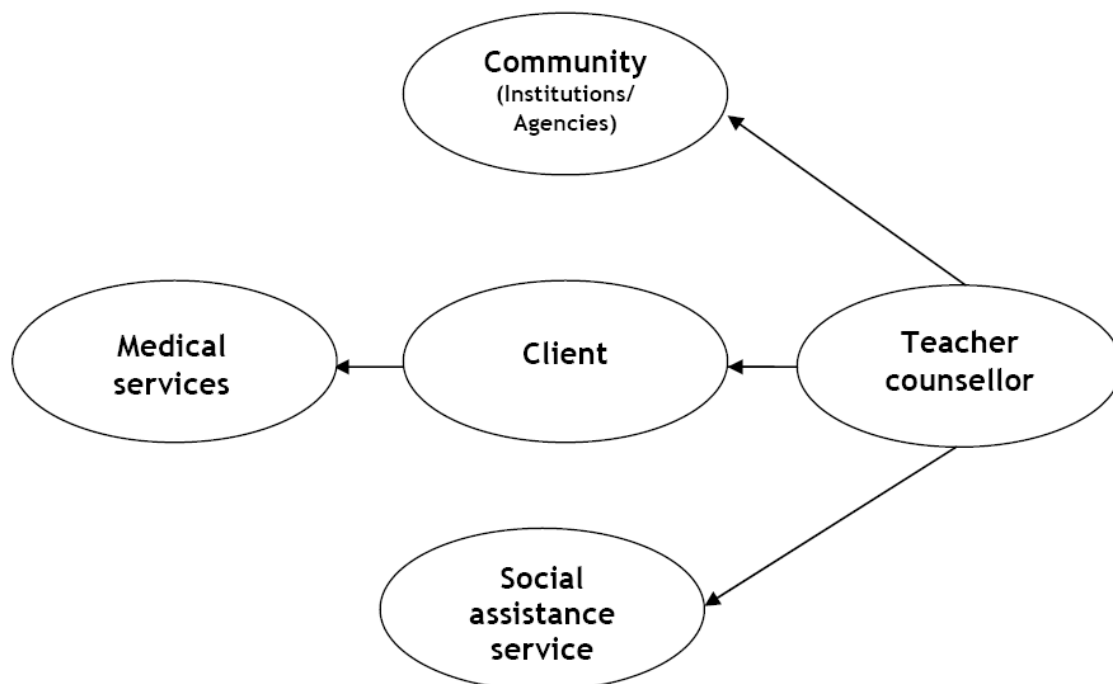 Community
(Institutions/
Agencies)
Medical
services
Client
Teacher
counsellor
Social
assistance
service